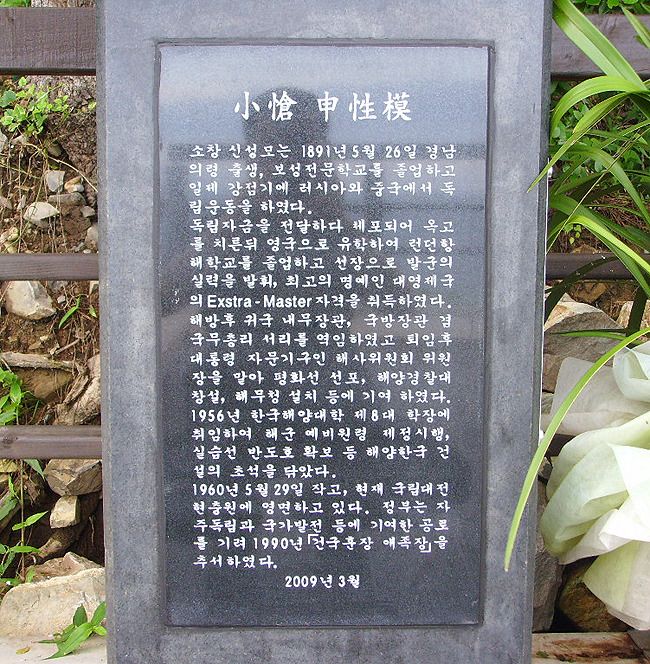 小愴 申性模
소창 신성모는 1891년 5월 26일 경남
의령 출생, 보성전문학교를 졸업하고
일제 강점기에 러시아와 중국에서 독
립운동을 하였다.
독립자금을 전달하다 체포되어 옥고
를 치른뒤 영국으로 유학하여 런던항
해학교를 졸업하고 선장으로 발군의
실력을 발휘, 최고의 명예인 대영제국
의 Exstra - Master 자격을 취득하였다.
해방후 귀국 내무장관, 국방장관 겸
국무총리 서리를 역임하였고 퇴임후
대통령 자문기구인 해사위원회 위원
장을 맡아 평화선 선포, 해양경찰대
창설, 해무청 설치 등에 기여 하였다.
1956년 한국해양대학 제8대 학장에
취임하여 해군 예비원령 제정시행,
실습선 반도호 확보 등 해양한국 건
설의 초석을 닦았다.
1960년 5월 29일 작고, 현재 국립대전
현충원에 영면하고 있다. 정부는 자
주독립과 국가발전 등에 기여한 공로
를 기려 1990년 「건국훈장 애족장」을
추서하였다.
2009년 3월